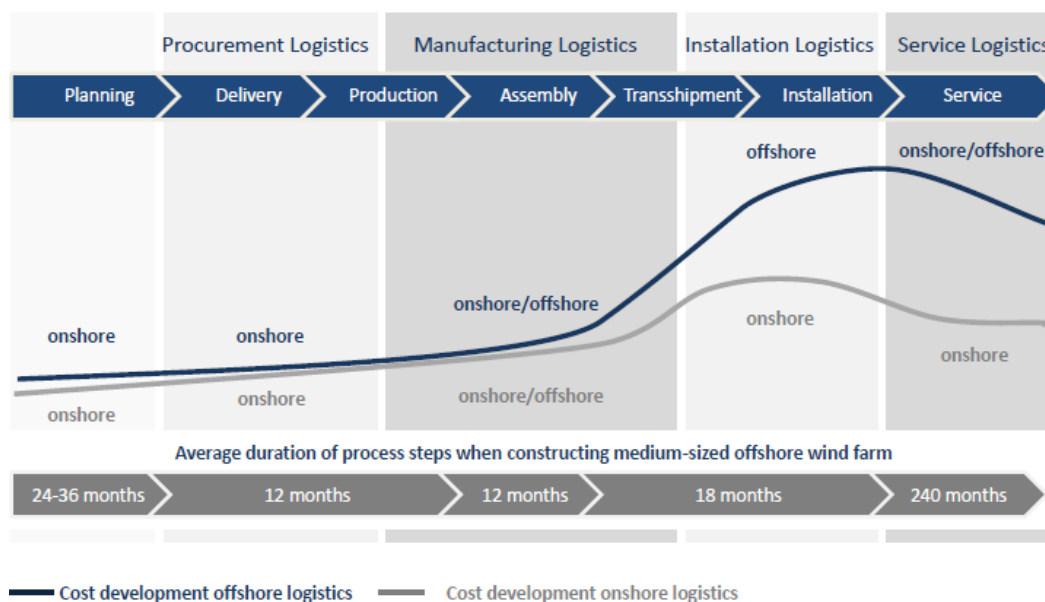 Procurement Logistics Manufacturing Logistics Installation Logistics Service Logistics
Planning Delivery Production Assembly Transshipment Installation Service
offshore onshore/offshore
onshore/offshore
onshore
onshore onshore
onshore
onshore onshore onshore/offshore
Average duration of process steps when constructing medium-sized offshore wind farm
24-36 months 12 months 12 months 18 months 240 months
Cost development offshore logistics Cost development onshore logistics